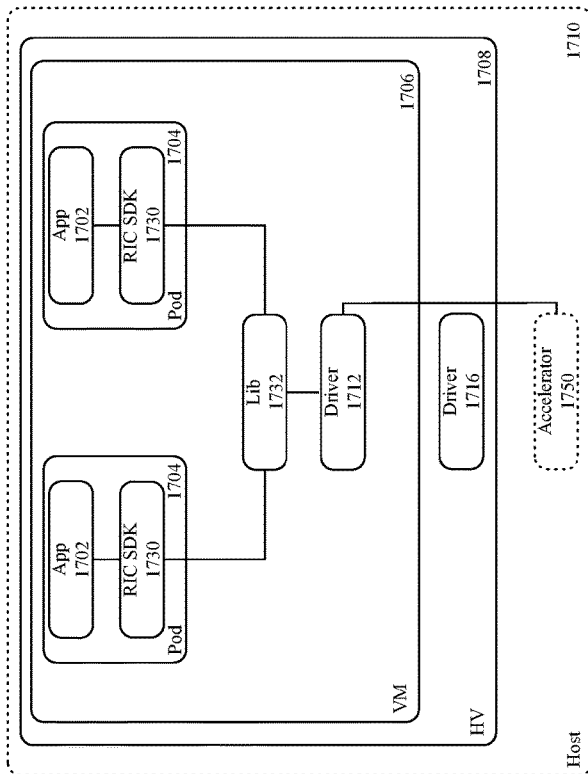 App
1702
RIC SDK
1730
Pod
1704
App
1702
RIC SDK
1730
Pod
1704
Lib
1732
Driver
1712
VM
1706
Driver
1716
HV
1708
Accelerator
1750
Host
1710